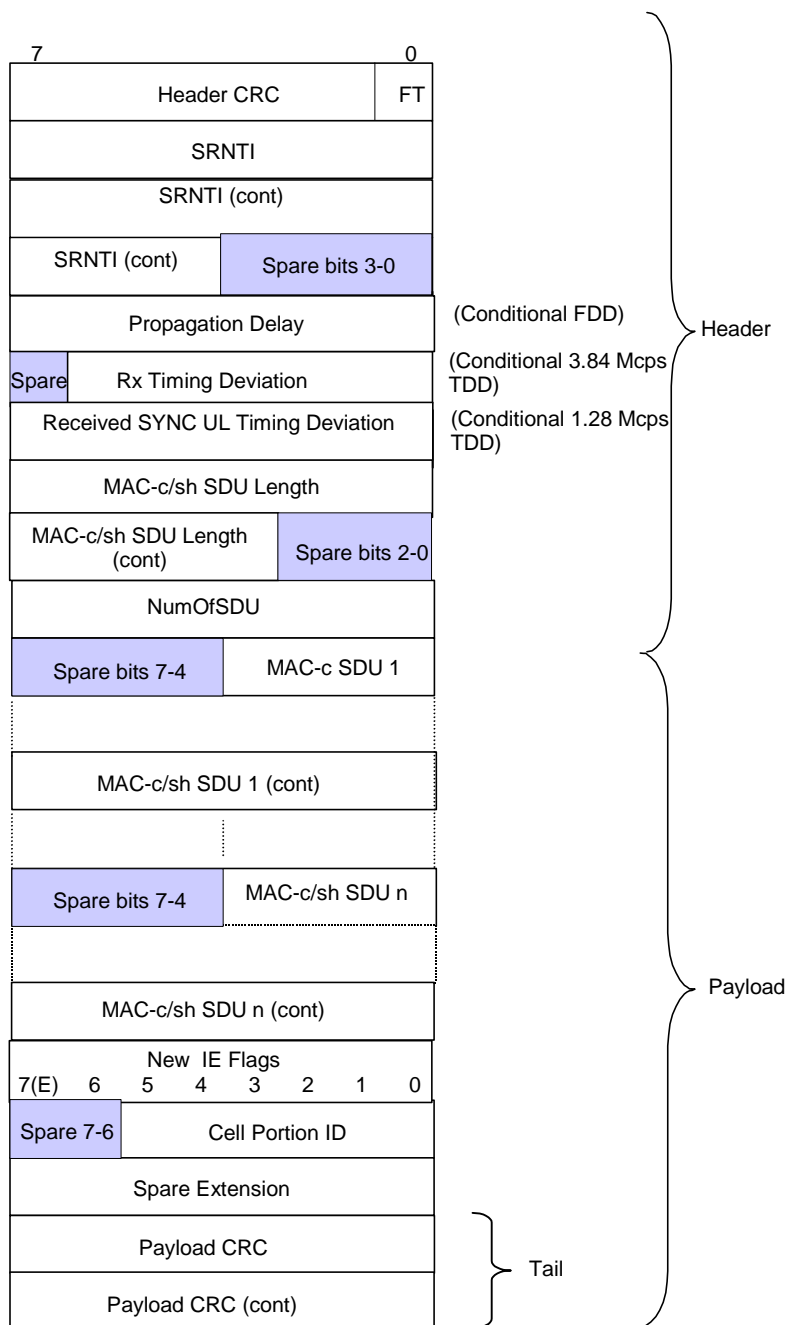 7 0
Header CRC FT
SRNTI
SRNTI (cont)
SRNTI (cont) Spare bits 3-0
Propagation Delay (Conditional FDD)
Header
Spare Rx Timing Deviation (Conditional 3.84 Mcps
TDD)
Received SYNC UL Timing Deviation (Conditional 1.28 Mcps
TDD)
MAC-c/sh SDU Length
MAC-c/sh SDU Length
(cont)
Spare bits 2-0
NumOfSDU
Spare bits 7-4 MAC-c SDU 1
MAC-c/sh SDU 1 (cont)
Spare bits 7-4 MAC-c/sh SDU n
Payload
MAC-c/sh SDU n (cont)
New IE Flags
7(E) 6 5 4 3 2 1 0
Spare 7-6 Cell Portion ID
Spare Extension
Payload CRC
Tail
Payload CRC (cont)